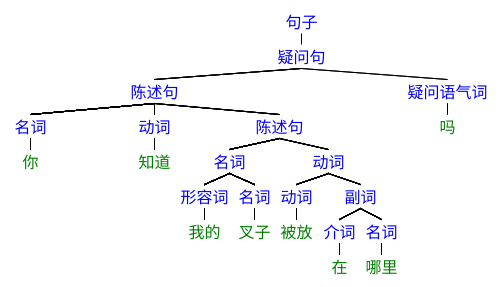 句子
疑问句
陈述句 疑问语气词
名词 动词 陈述句 吗
你 知道 名词 动词
形容词 名词 动词 副词
我的 叉子 被放 介词 名词
在 哪里